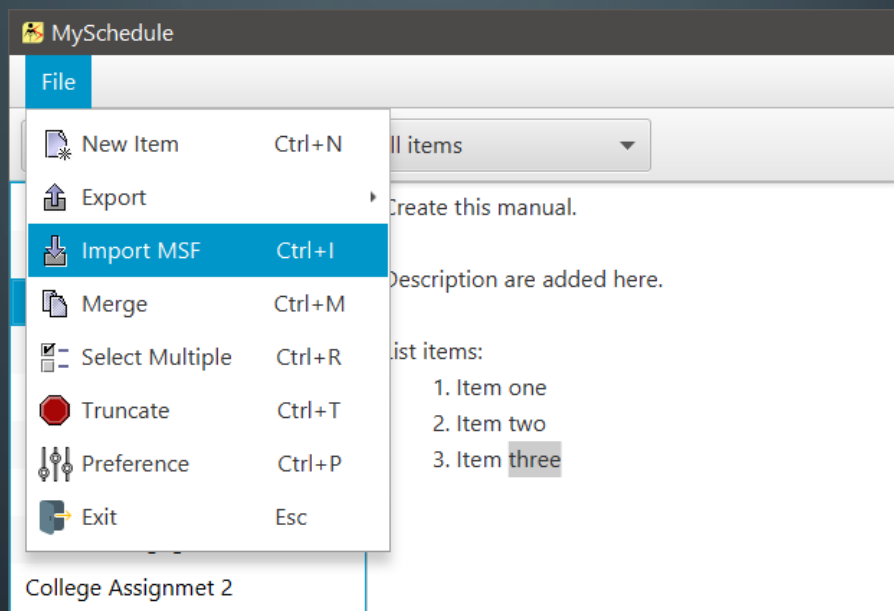 MySchedule
File
New Item Ctrl+N
ll items
Export
Create this manual.
Import MSF Ctrl+I
Description are added here.
Merge Ctrl+M
List items:
Select Multiple Ctrl+R
1. Item one
Truncate Ctrl+T
2. Item two
Preference Ctrl+P
3. Item three
Exit Esc
College Assignmet 2